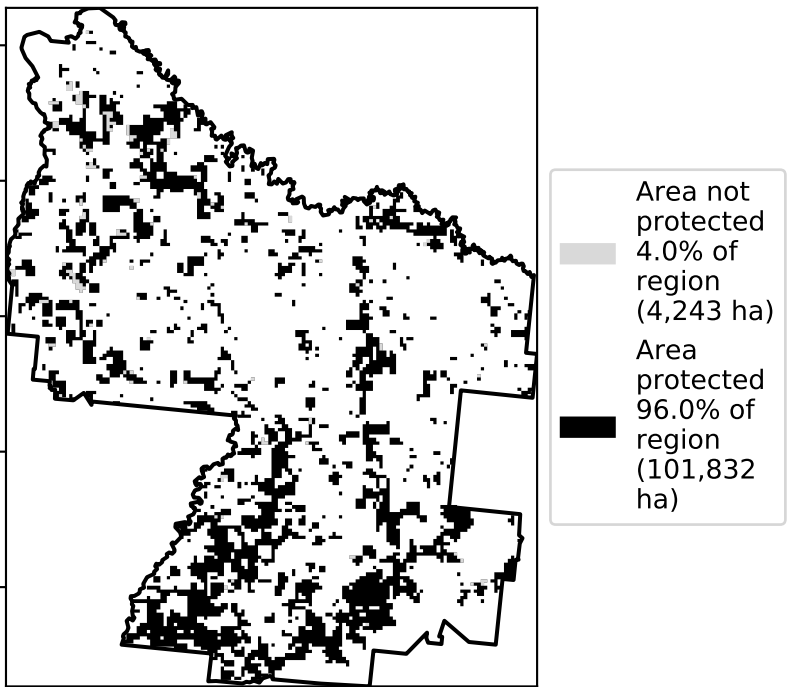 Area not
protected
4.0% of
region
(4,243 ha)
Area
protected
96.0% of
region
(101,832
ha)